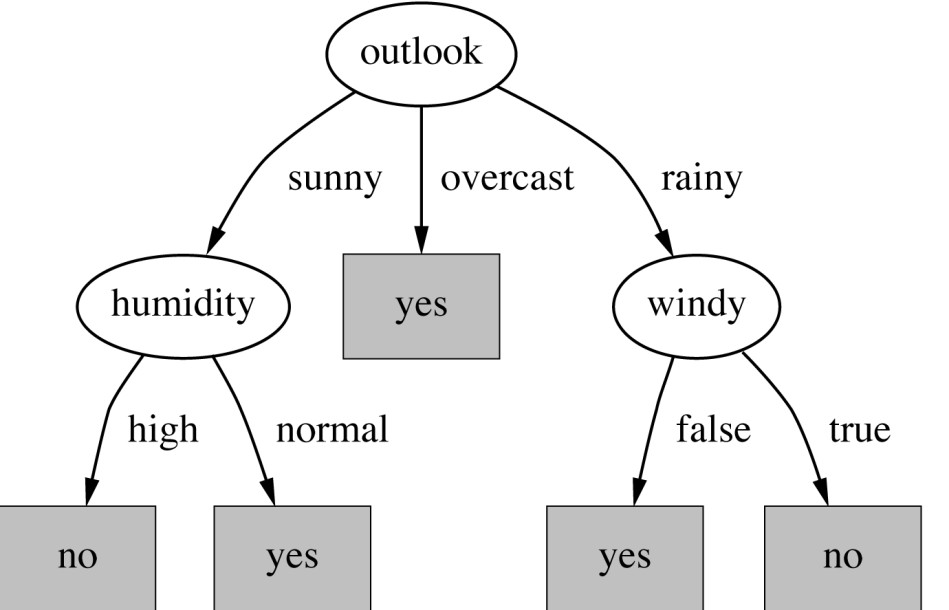 outlook
sunny overcast rainy
humidity yes windy
high normal false true
no yes yes no